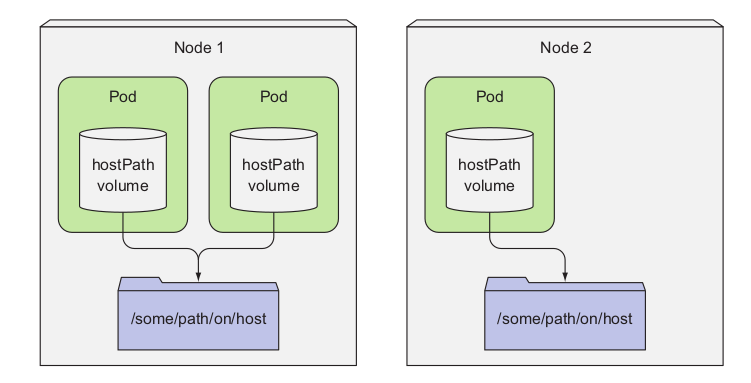 Node 1
Pod
hostPath
volume
Pod
hostPath
volume
/some/path/on/host
Node 2
Pod
hostPath
volume
/some/path/on/host